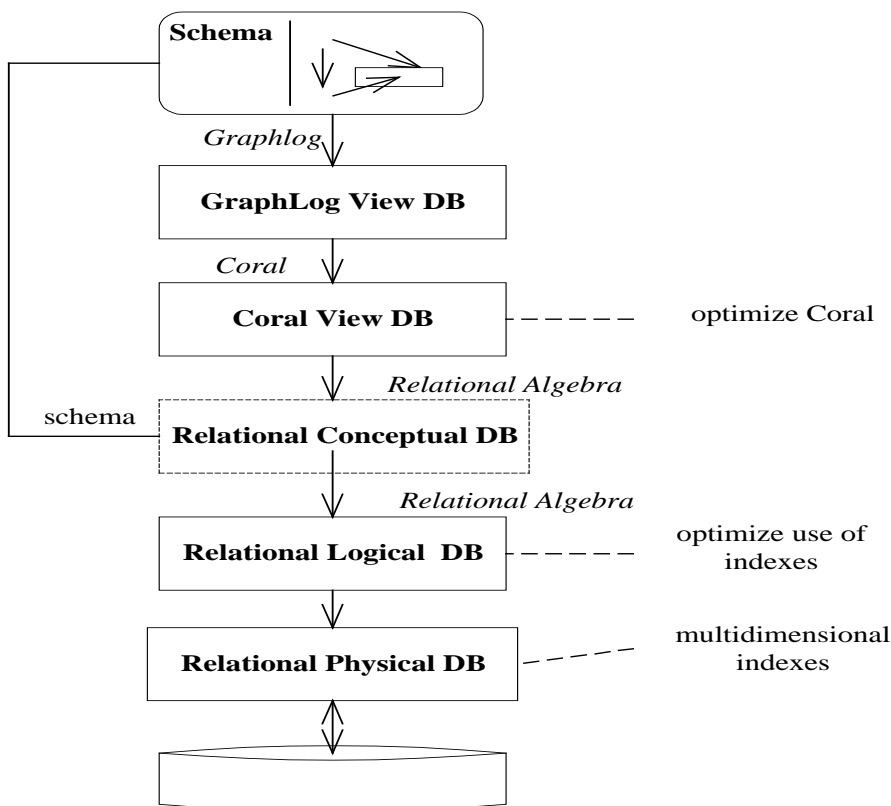 Schema
Graphlog
GraphLog View DB
Coral
Coral View DB
optimize Coral
Relational Algebra
schema
Relational Conceptual DB
Relational Algebra
Relational Logical DB
optimize use of
indexes
Relational Physical DB
multidimensional
indexes